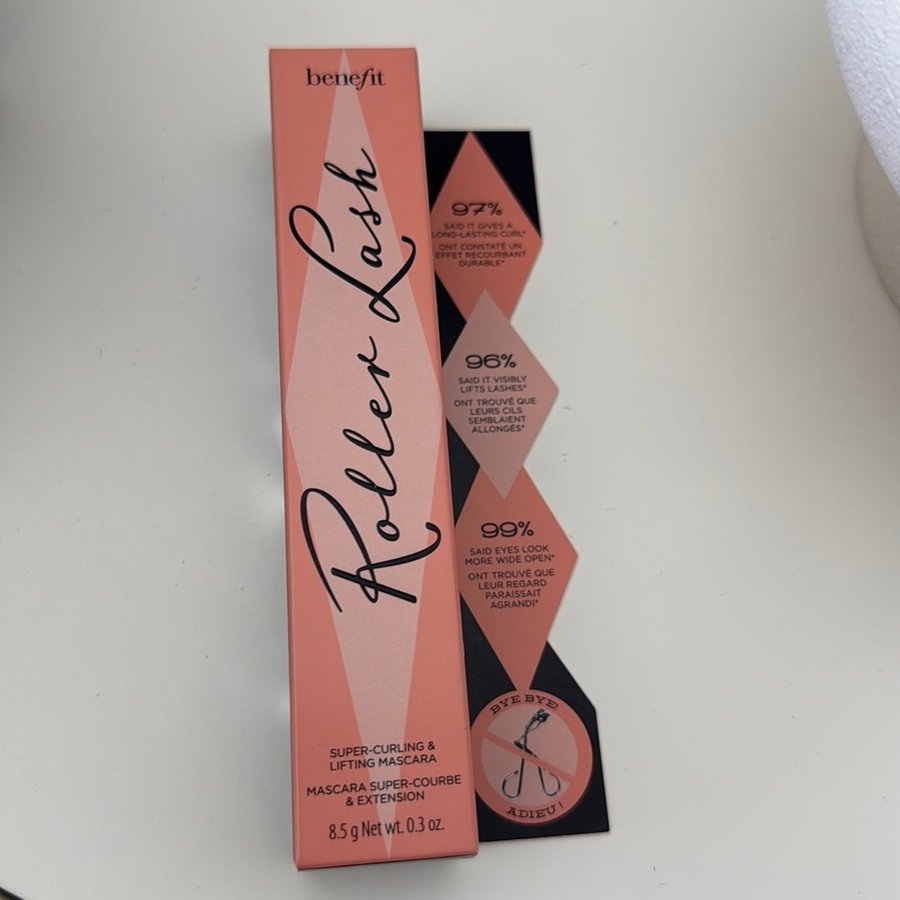 benefit
Roller Lash
SUPER-CURLING &
LIFTING MASCARA
MASCARA SUPER-COURBE
& EXTENSION
8.5 g Net wt. 0.3 oz.
97%
SAID IT GIVES A
LONG-LASTING CURL*
ONT CONSTATÉ UN
EFFET RECOURBANT
DURABLE*
96%
SAID IT VISIBLY
LIFTS LASHES*
ONT TROUVÉ QUE
LEURS CILS
SEMBLAIENT
ALLONGÉS*
99%
SAID EYES LOOK
MORE WIDE OPEN*
ONT TROUVÉ QUE
LEUR REGARD
PARAISSAIT
AGRANDI*
BYE BYE!
ADIEU!